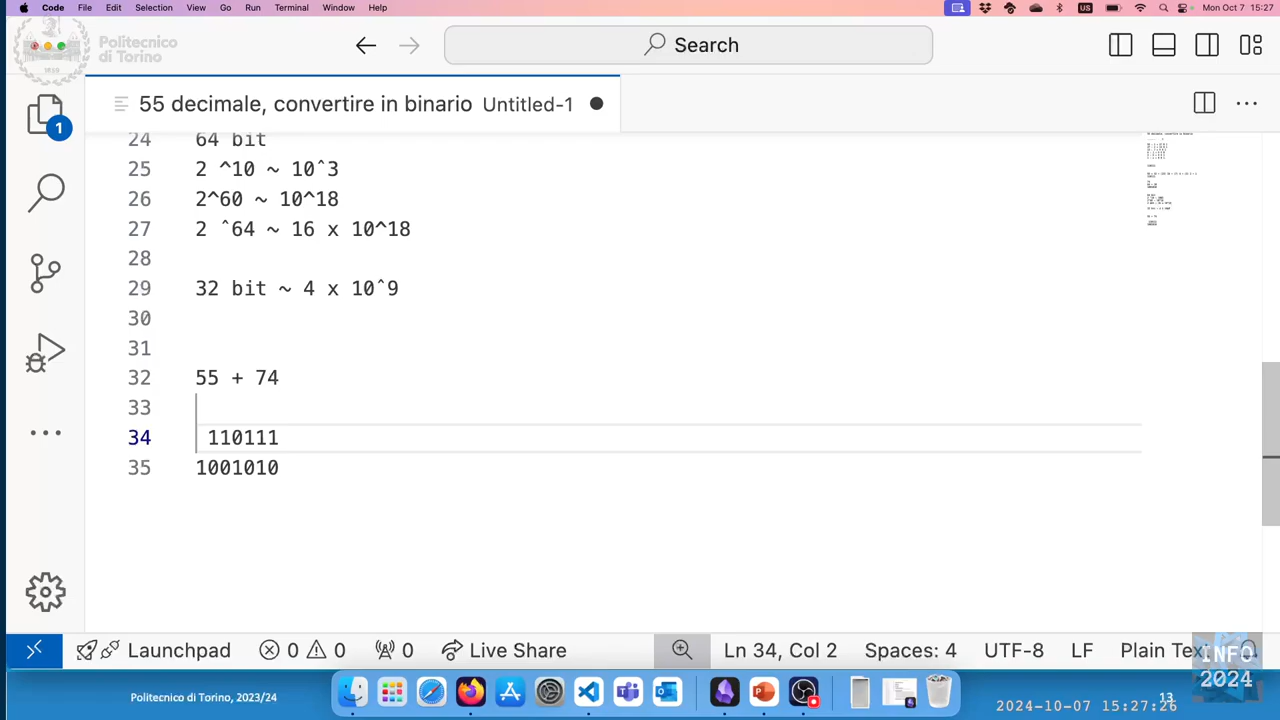 Code File Edit Selection View Go Run Terminal Window Help US Mon Oct 7 15:27
Politecnico
di Torino
Search
55 decimale, convertire in binario Untitled-1
1
24 64 bit
25 2 ^10 ~ 10^3
26 2^60 ~ 10^18
27 2 ^64 ~ 16 x 10^18
28
29 32 bit ~ 4 x 10^9
30
31
32 55 + 74
33
34 110111
35 1001010
Launchpad 0 0 0 Live Share Ln 34, Col 2 Spaces: 4 UTF-8 LF Plain Text
INFO
2024
Politecnico di Torino, 2023/24
13
2024-10-07 15:27:26